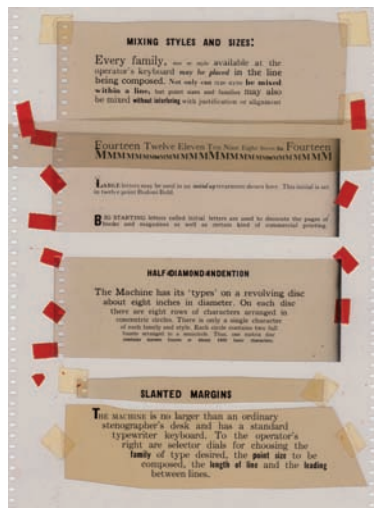 MIXING STYLES AND SIZES:
Every family, size or style available at the
operator's keyboard may be placed in the line
being composed. Not only can size be mixed
within a line, but point sizes and families may also
be mixed without interfering with justification or alignment
Fourteen Twelve Eleven Ten Nine Eight Seven Six Fourteen
LARGE letters may be used in an initial up treatment shown here. This initial is set
in twelve point Bodoni Bold.
BIG STARTING letters called initial letters are used to decorate the pages of
books and magazines as well as certain kind of commercial printing.
HALF-DIAMOND-INDENTION
The Machine has its 'types' on a revolving disc
about eight inches in diameter. On each disc
there are eight rows of characters arranged in
concentric circles. There is only a single character
of each family and style. Each circle contains two full
fonts arranged in a semicircle. Thus, one matrix disc
contains sixteen founts or about 1400 basic characters.
SLANTED MARGINS
THE MACHINE is no larger than an ordinary
stenographer's desk and has a standard
typewriter keyboard. To the operator's
right are selector dials for choosing the
family of type desired, the point size to be
composed, the length of line and the leading
between lines.